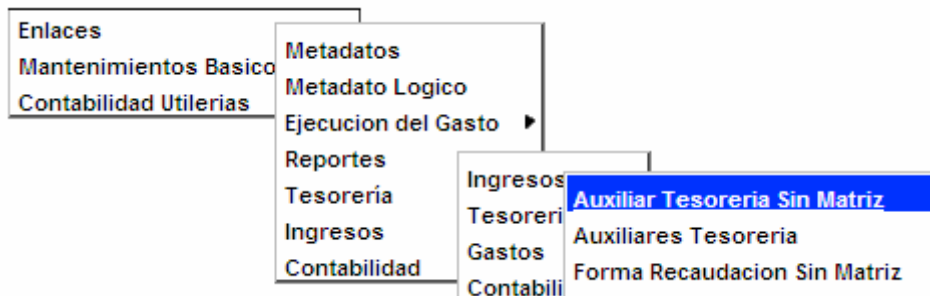 Enlaces
Mantenimientos Basico
Contabilidad Utilerias
Metadatos
Metadato Logico
Ejecucion del Gasto
Reportes
Tesorería
Ingresos
Contabilidad
Ingresos
Tesoreri
Gastos
Contabili
Auxiliar Tesoreria Sin Matriz
Auxiliares Tesoreria
Forma Recaudacion Sin Matriz